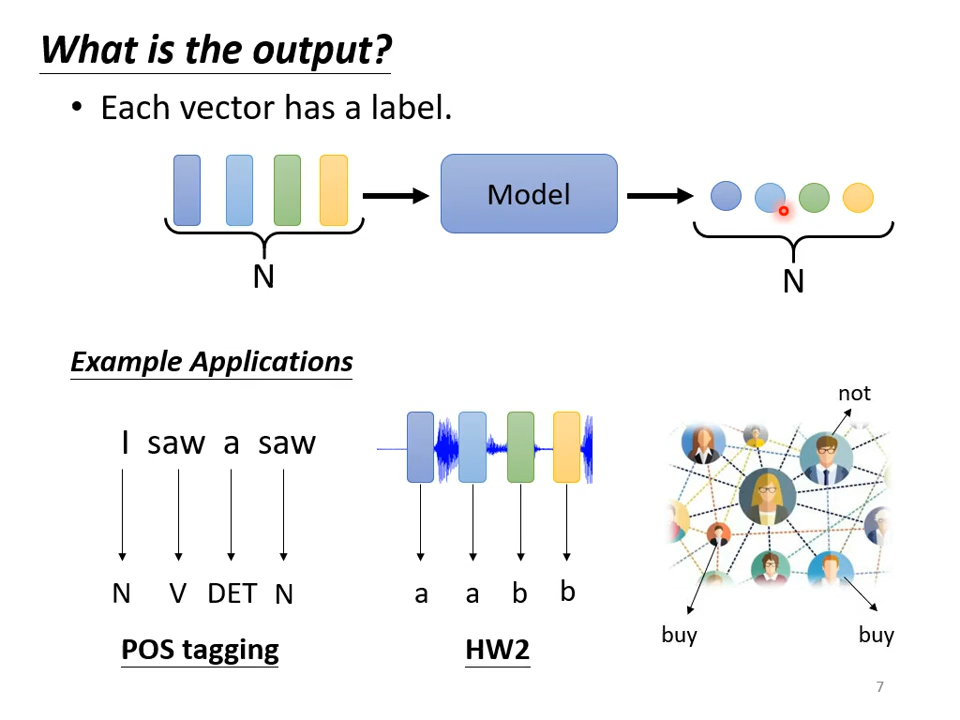 What is the output?
• Each vector has a label.
Model
N
N
Example Applications
not
I saw a saw
N V DET N
a a b b
buy
buy
POS tagging
HW2
7